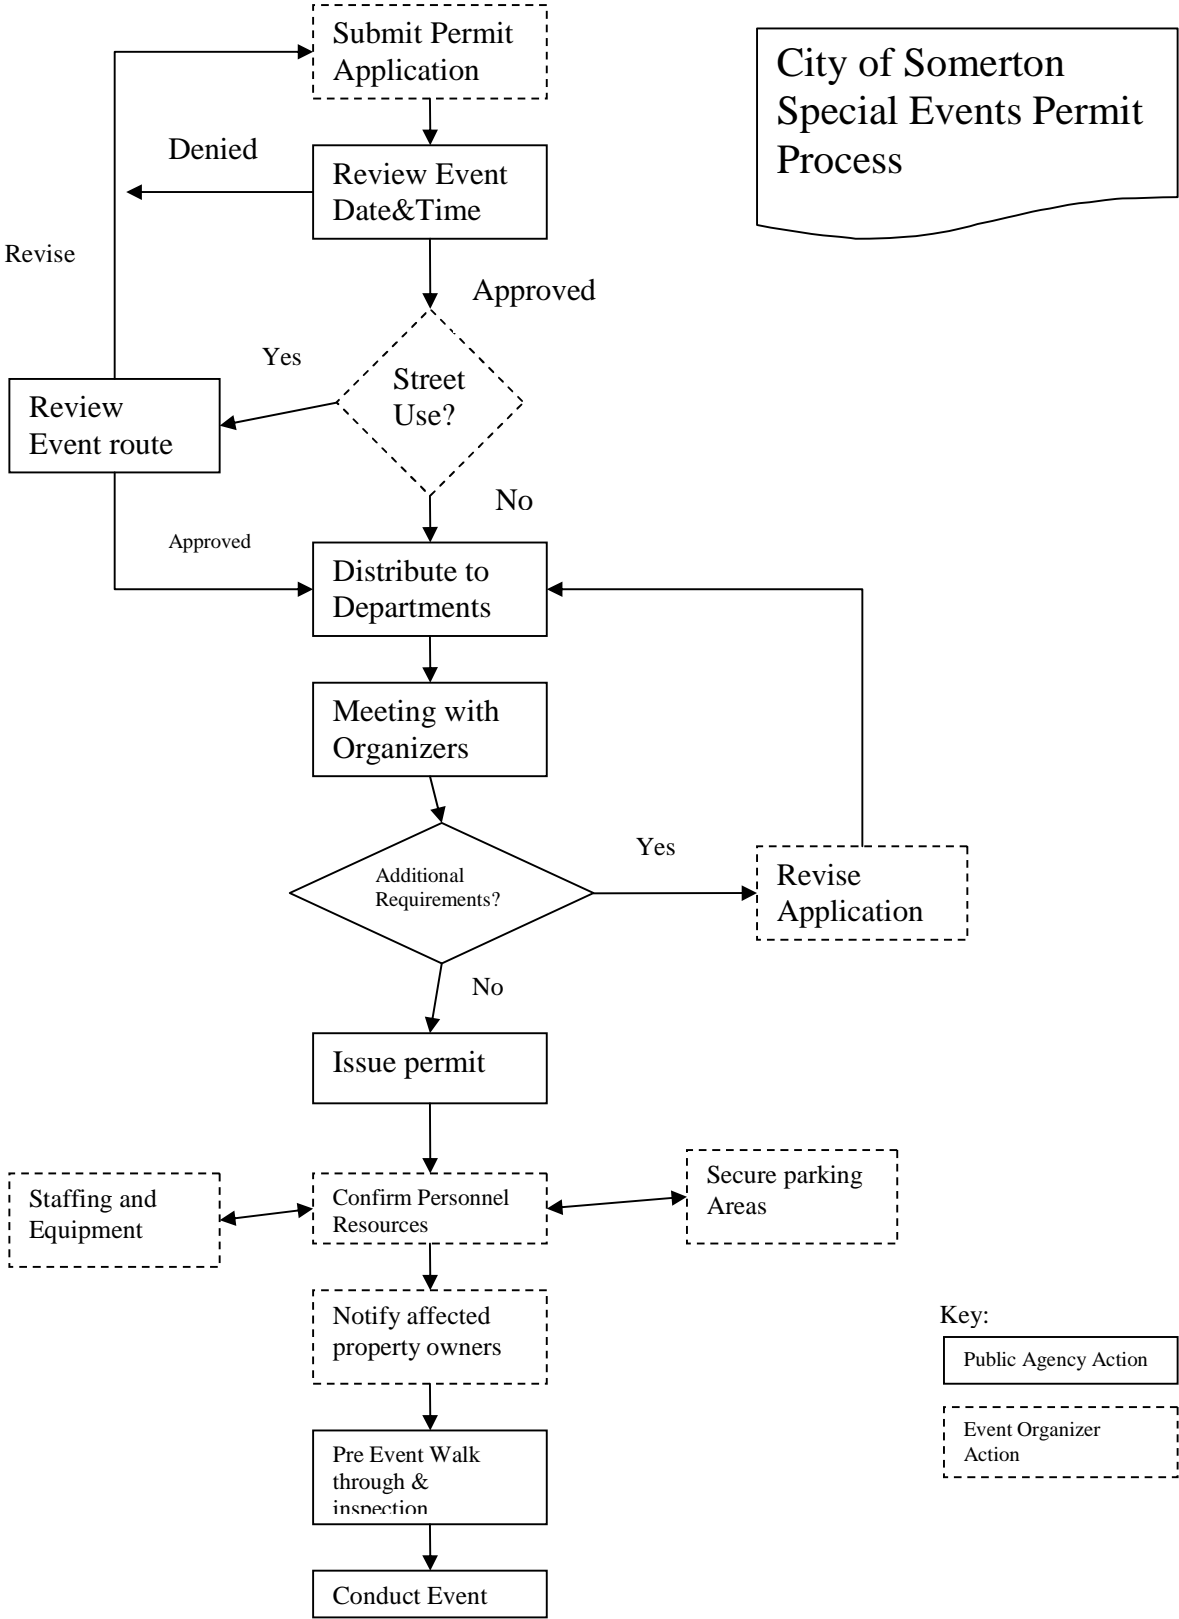 Submit Permit
Application
City of Somerton
Special Events Permit
Process
Denied
Review Event
Date&Time
Revise
Approved
Yes
Street
Use?
Review
Event route
No
Approved
Distribute to
Departments
Meeting with
Organizers
Yes
Additional
Requirements?
Revise
Application
No
Issue permit
Staffing and
Equipment
Confirm Personnel
Resources
Secure parking
Areas
Notify affected
property owners
Key:
Public Agency Action
Event Organizer
Action
Pre Event Walk
through &
inspection
Conduct Event